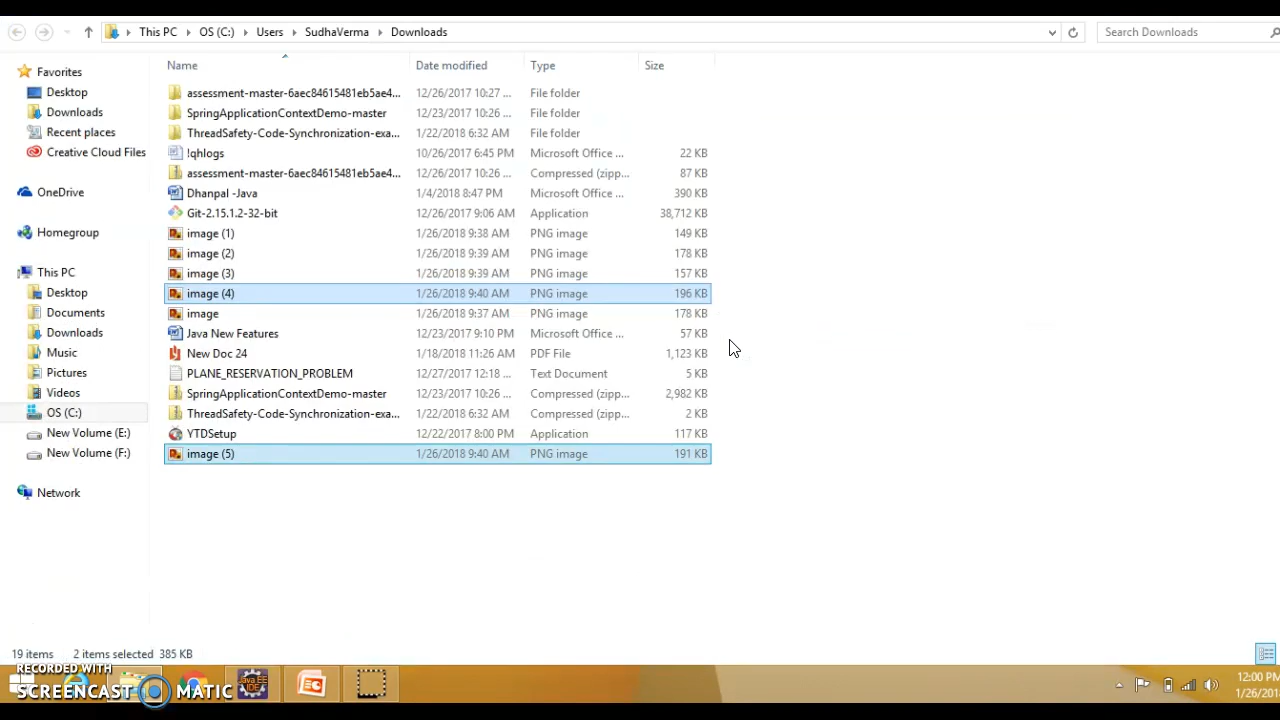 This PC OS (C:) Users SudhaVerma Downloads Search Downloads
Name Date modified Type Size
Favorites
Desktop
Downloads
Recent places
Creative Cloud Files
OneDrive
Homegroup
This PC
Desktop
Documents
Downloads
Music
Pictures
Videos
OS (C:)
New Volume (E:)
New Volume (F:)
Network
assessment-master-6aec84615481eb5ae4... 12/26/2017 10:27 ... File folder
SpringApplicationContextDemo-master 12/23/2017 10:26 ... File folder
ThreadSafety-Code-Synchronization-exa... 1/22/2018 6:32 AM File folder
!qhlogs 10/26/2017 6:45 PM Microsoft Office ... 22 KB
assessment-master-6aec84615481eb5ae4... 12/26/2017 10:26 ... Compressed (zipp... 87 KB
Dhanpal -Java 1/4/2018 8:47 PM Microsoft Office ... 390 KB
Git-2.15.1.2-32-bit 12/26/2017 9:06 AM Application 38,712 KB
image (1) 1/26/2018 9:38 AM PNG image 149 KB
image (2) 1/26/2018 9:39 AM PNG image 178 KB
image (3) 1/26/2018 9:39 AM PNG image 157 KB
image (4) 1/26/2018 9:40 AM PNG image 196 KB
image 1/26/2018 9:37 AM PNG image 178 KB
Java New Features 12/23/2017 9:10 PM Microsoft Office ... 57 KB
New Doc 24 1/18/2018 11:26 AM PDF File 1,123 KB
PLANE_RESERVATION_PROBLEM 12/27/2017 12:18 ... Text Document 5 KB
SpringApplicationContextDemo-master 12/23/2017 10:26 ... Compressed (zipp... 2,982 KB
ThreadSafety-Code-Synchronization-exa... 1/22/2018 6:32 AM Compressed (zipp... 2 KB
YTDSetup 12/22/2017 8:00 PM Application 117 KB
image (5) 1/26/2018 9:40 AM PNG image 191 KB
19 items 2 items selected 385 KB
RECORDED WITH
SCREENCAST MATIC
Java EE
IDE
12:00 PM
1/26/201